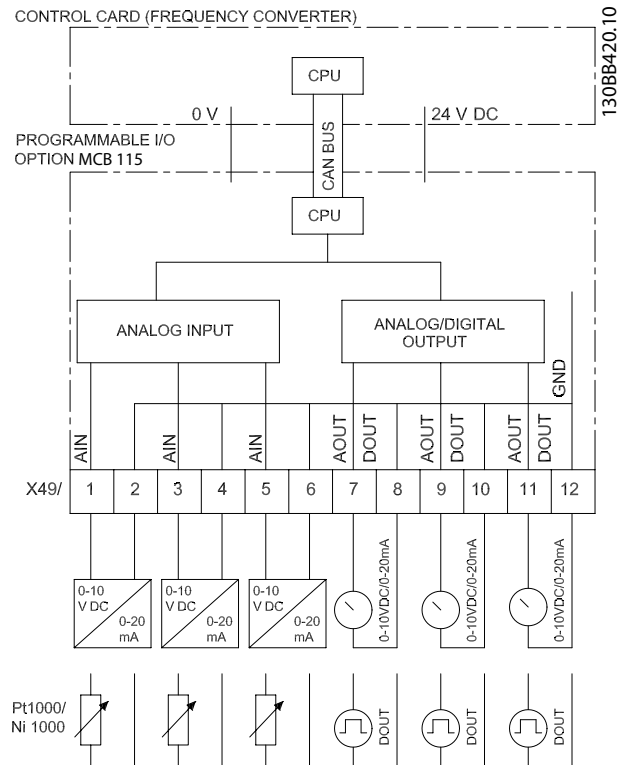 CONTROL CARD (FREQUENCY CONVERTER)
130BB420.10
CPU
0 V
24 V DC
CAN BUS
PROGRAMMABLE I/O
OPTION MCB 115
CPU
ANALOG INPUT
ANALOG/DIGITAL
OUTPUT
GND
AIN
AIN
AIN
AOUT
DOUT
AOUT
DOUT
AOUT
DOUT
X49/ 1 2 3 4 5 6 7 8 9 10 11 12
0-10
V DC
0-20
mA
0-10
V DC
0-20
mA
0-10
V DC
0-20
mA
0-10VDC/0-20mA
0-10VDC/0-20mA
0-10VDC/0-20mA
Pt1000/
Ni 1000
DOUT
DOUT
DOUT